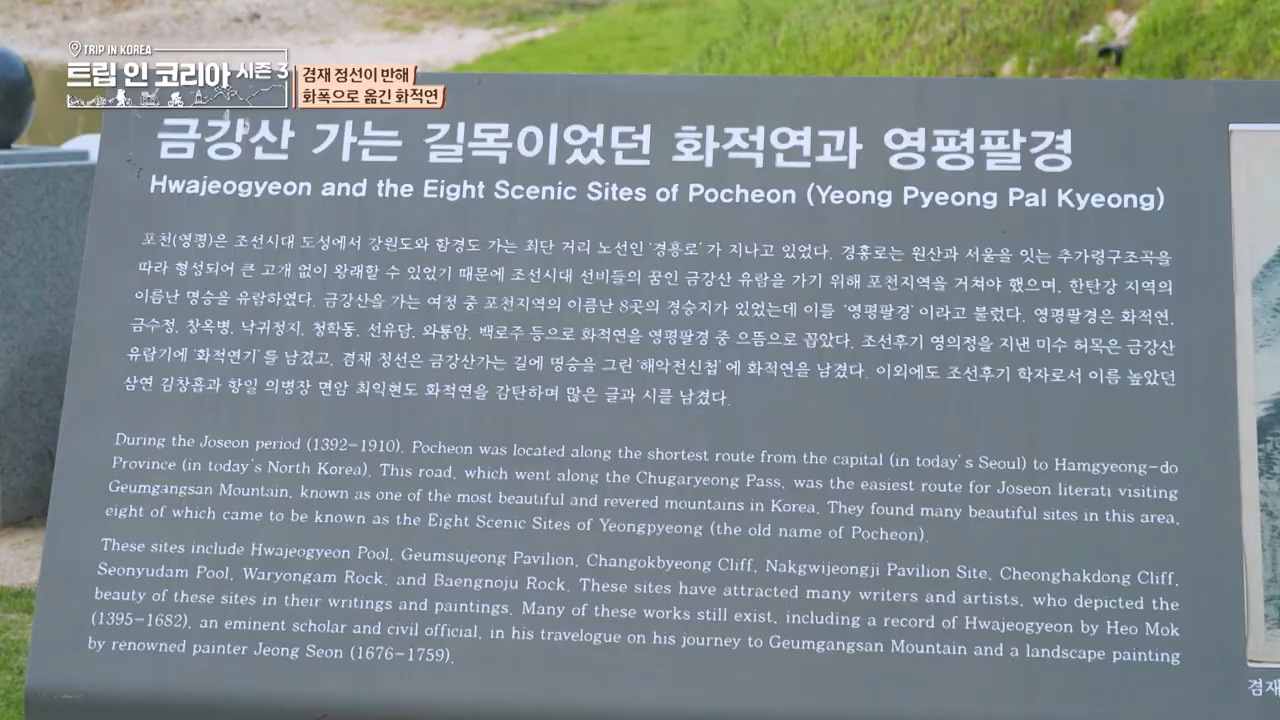 TRIP IN KOREA
트립 인 코리아 시즌 3
겸재 정선이 반해
화폭으로 옮긴 화적연
금강산 가는 길목이었던 화적연과 영평팔경
Hwajeogyeon and the Eight Scenic Sites of Pocheon (Yeong Pyeong Pal Kyeong)
포천(영평)은 조선시대 도성에서 강원도와 함경도 가는 최단 거리 노선인 '경흥로'가 지나고 있었다. 경흥로는 원산과 서울을 잇는 추가령구조곡을
따라 형성되어 큰 고개 없이 왕래할 수 있었기 때문에 조선시대 선비들의 꿈인 금강산 유람을 가기 위해 포천지역을 거쳐야 했으며, 한탄강 지역의
이름난 명승을 유람하였다. 금강산을 가는 여정 중 포천지역의 이름난 8곳의 경승지가 있었는데 이를 '영평팔경'이라고 불렀다. 영평팔경은 화적연,
금수정, 창옥병, 낙귀정지, 청학동, 선유담, 와룡암, 백로주 등으로 화적연을 영평팔경 중 으뜸으로 꼽았다. 조선후기 영의정을 지낸 미수 허목은 금강산
유람기에 '화적연기'를 남겼고, 겸재 정선은 금강산가는 길에 명승을 그린 '해악전신첩'에 화적연을 남겼다. 이외에도 조선후기 학자로서 이름 높았던
삼연 김창흡과 항일 의병장 면암 최익현도 화적연을 감탄하며 많은 글과 시를 남겼다.
During the Joseon period (1392-1910), Pocheon was located along the shortest route from the capital (in today's Seoul) to Hamgyeong-do
Province (in today's North Korea). This road, which went along the Chugaryeong Pass, was the easiest route for Joseon literati visiting
Geumgangsan Mountain, known as one of the most beautiful and revered mountains in Korea. They found many beautiful sites in this area,
eight of which came to be known as the Eight Scenic Sites of Yeongpyeong (the old name of Pocheon).
These sites include Hwajeogyeon Pool, Geumsujeong Pavilion, Changokbyeong Cliff, Nakgwijeongji Pavilion Site, Cheonghakdong Cliff,
Seonyudam Pool, Waryongam Rock, and Baengnoju Rock. These sites have attracted many writers and artists, who depicted the
beauty of these sites in their writings and paintings. Many of these works still exist, including a record of Hwajeogyeon by Heo Mok
(1395-1682), an eminent scholar and civil official, in his travelogue on his journey to Geumgangsan Mountain and a landscape painting
by renowned painter Jeong Seon (1676-1759).
겸재